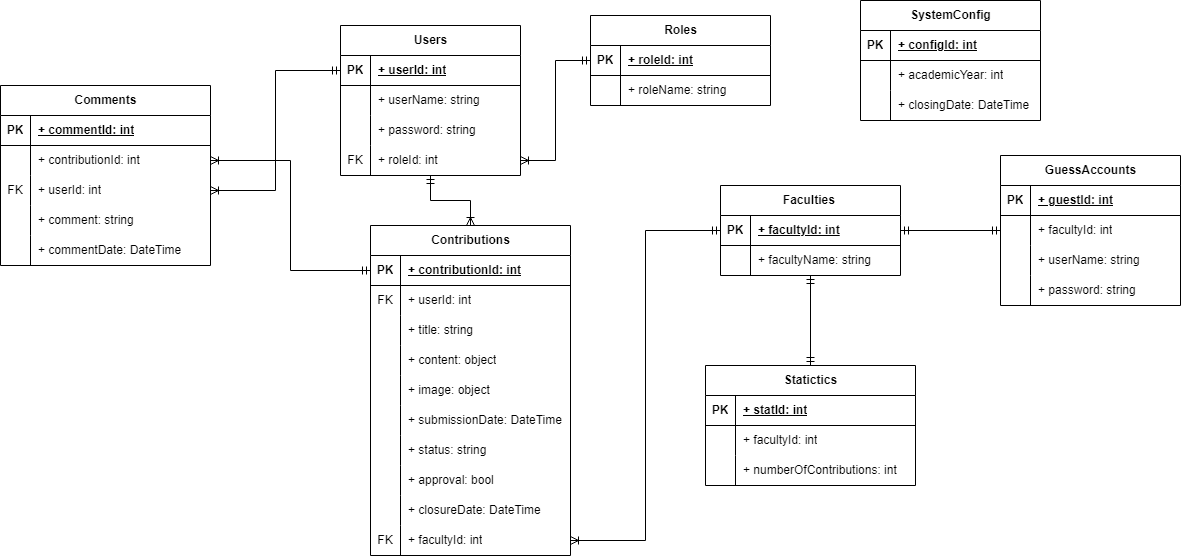 SystemConfig
PK + configId: int
+ academicYear: int
+ closingDate: DateTime
Roles
PK + roleId: int
+ roleName: string
Users
PK + userId: int
+ userName: string
+ password: string
FK + roleId: int
Comments
PK + commentId: int
+ contributionId: int
FK + userId: int
+ comment: string
+ commentDate: DateTime
GuessAccounts
PK + guestId: int
+ facultyId: int
+ userName: string
+ password: string
Faculties
PK + facultyId: int
+ facultyName: string
Contributions
PK + contributionId: int
FK + userId: int
+ title: string
+ content: object
+ image: object
+ submissionDate: DateTime
+ status: string
+ approval: bool
+ closureDate: DateTime
FK + facultyId: int
Statictics
PK + statId: int
+ facultyId: int
+ numberOfContributions: int